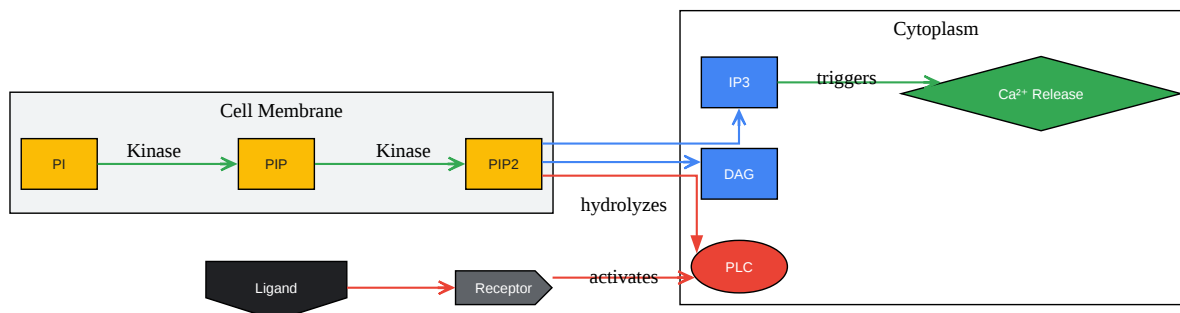 Cytoplasm
IP3
triggers
Ca²⁺ Release
Cell Membrane
PI
Kinase
PIP
Kinase
PIP2
DAG
hydrolyzes
PLC
Ligand
Receptor
activates